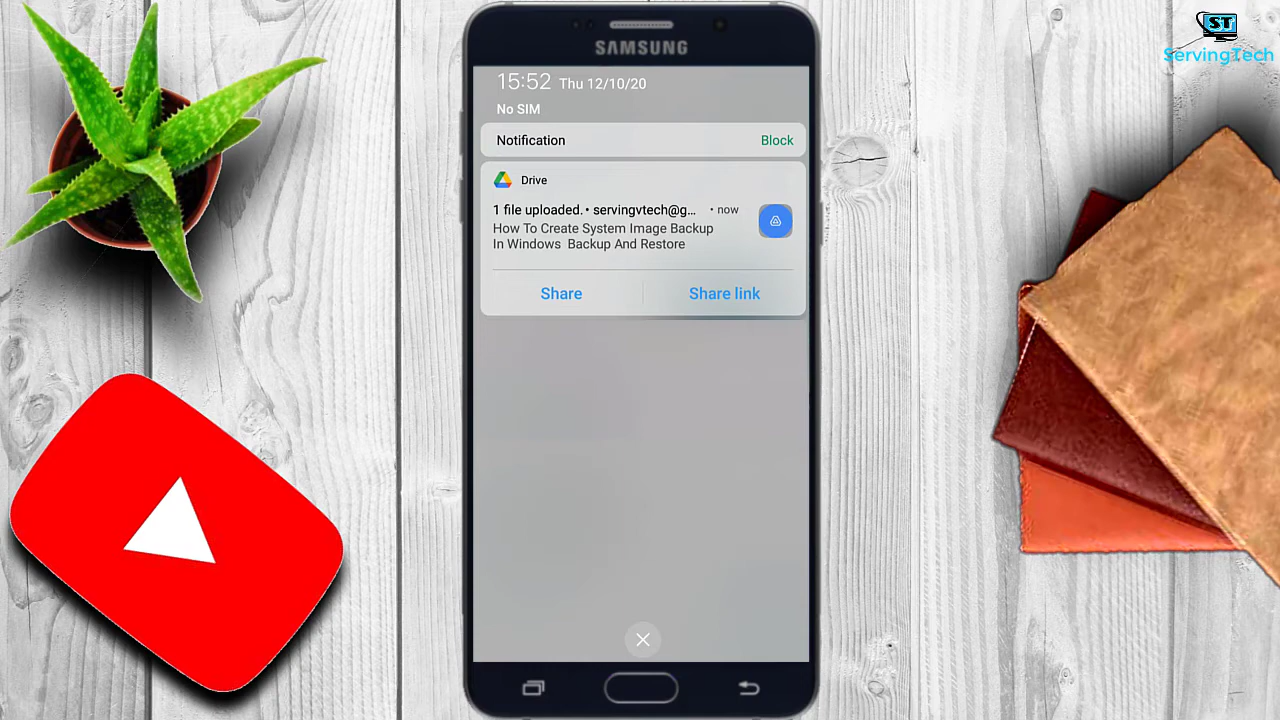 SAMSUNG
ST
ServingTech
15:52 Thu 12/10/20
No SIM
Notification
Block
Drive
1 file uploaded. • servingvtech@g... • now
How To Create System Image Backup
In Windows Backup And Restore
Share
Share link